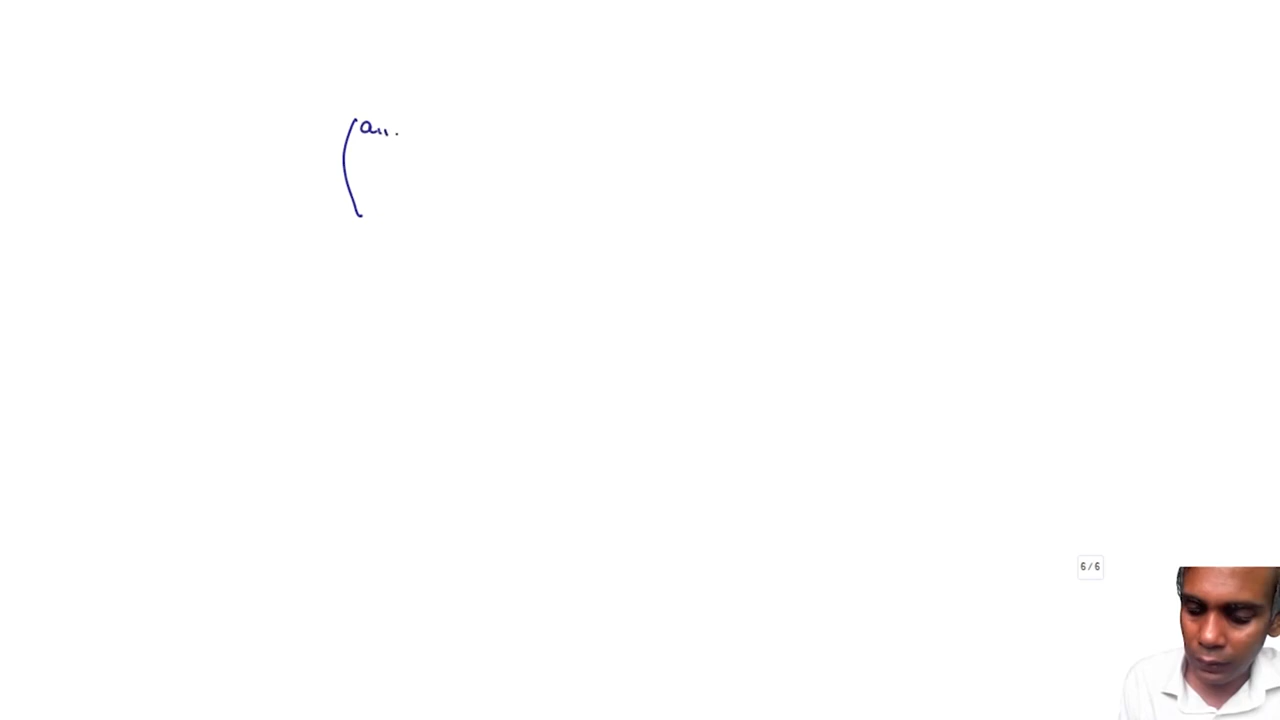 (a₁₁ .
6 / 6